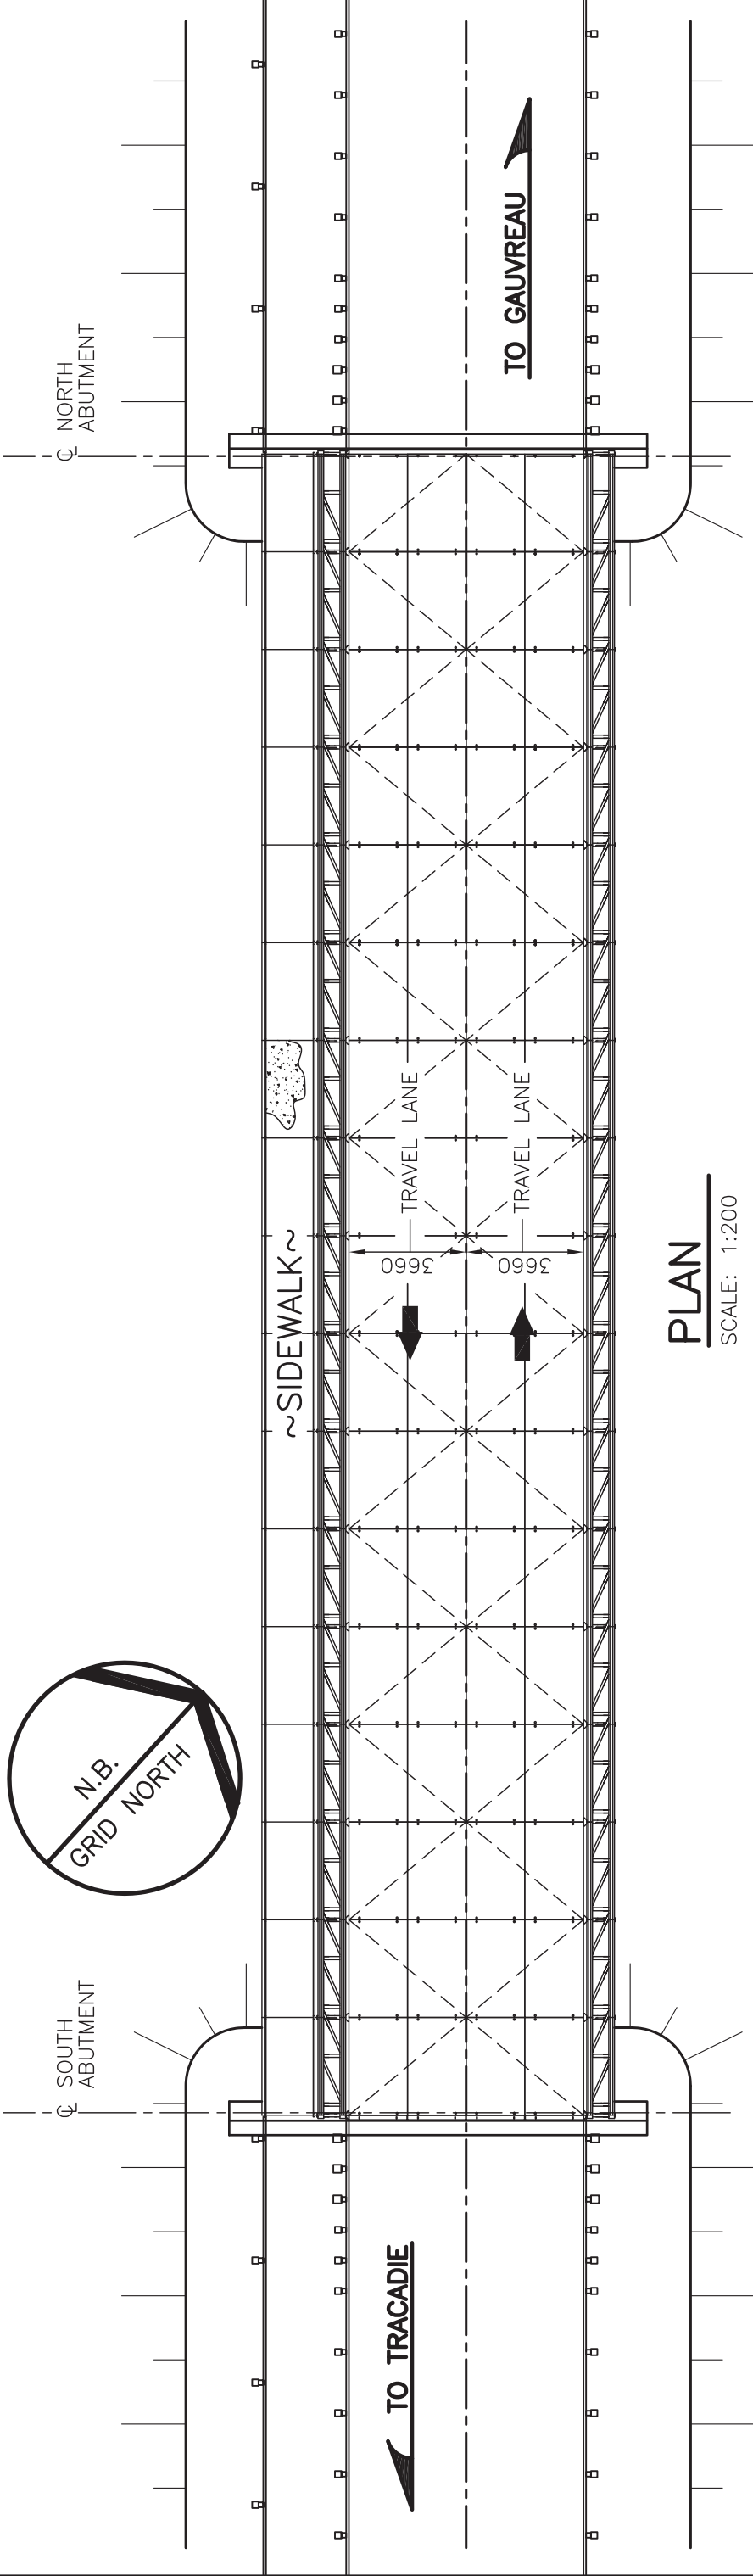 ℄ NORTH
ABUTMENT
TO GAUVREAU
~SIDEWALK~
TRAVEL LANE
TRAVEL LANE
3660
3660
PLAN
SCALE: 1:200
N.B.
GRID NORTH
℄ SOUTH
ABUTMENT
TO TRACADIE